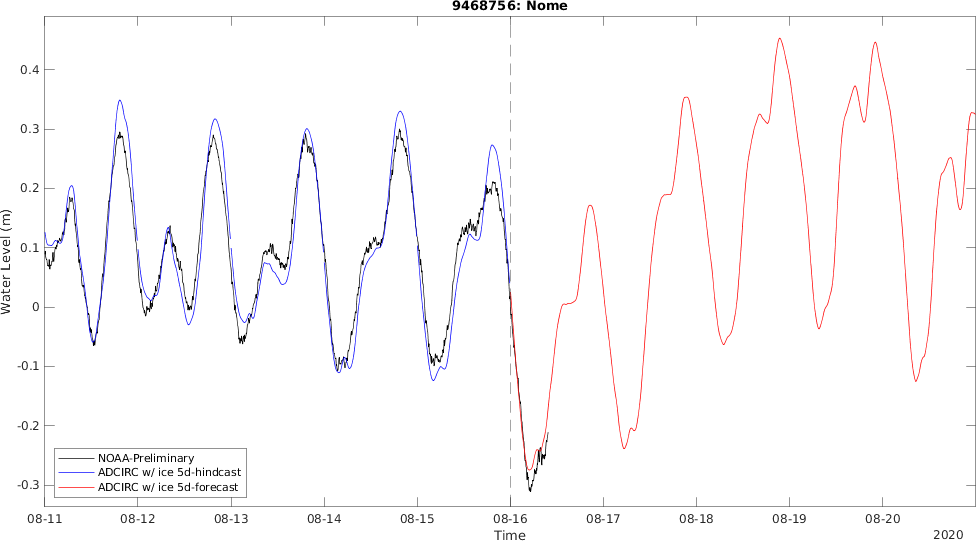 9468756: Nome
0.4
0.3
0.2
0.1
0
-0.1
-0.2
-0.3
Water Level (m)
NOAA-Preliminary
ADCIRC w/ ice 5d-hindcast
ADCIRC w/ ice 5d-forecast
08-11 08-12 08-13 08-14 08-15 08-16 08-17 08-18 08-19 08-20
Time
2020